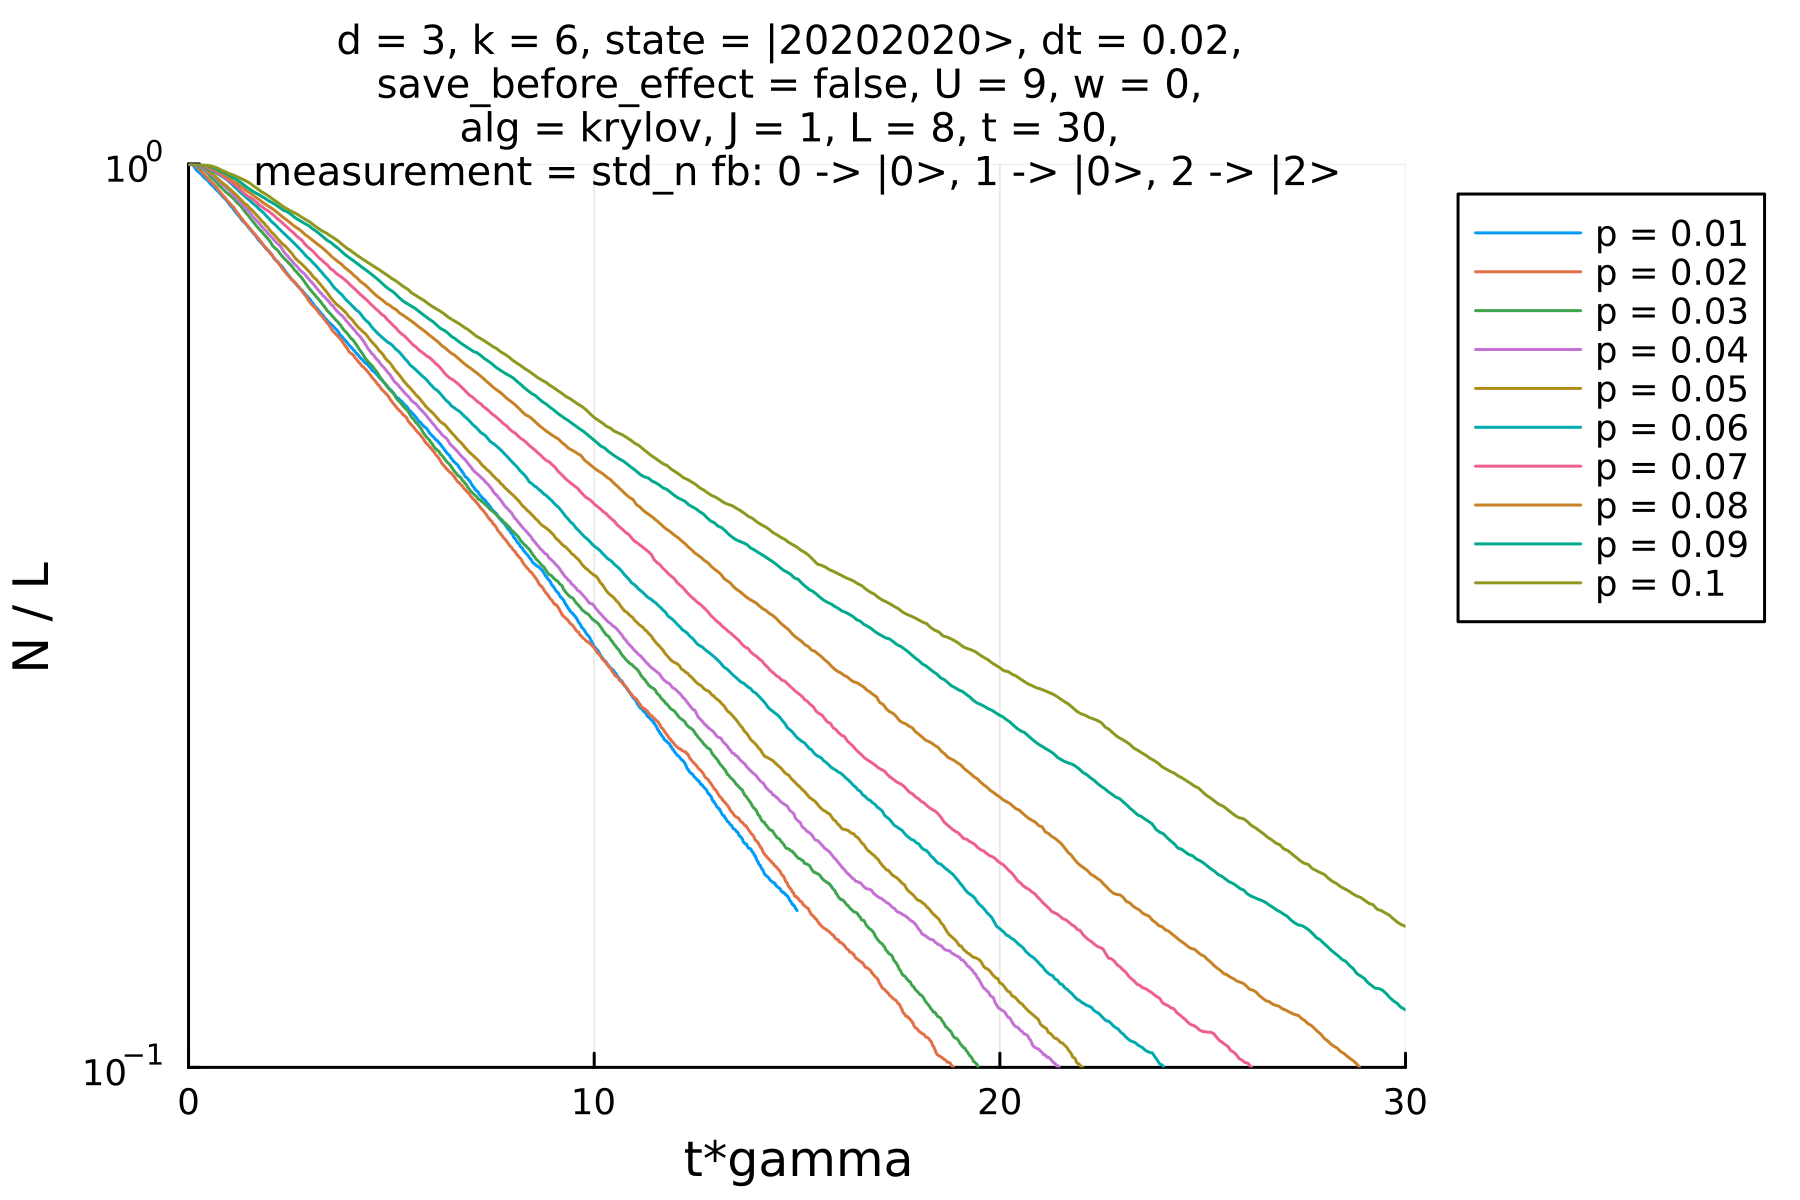 d = 3, k = 6, state = |20202020>, dt = 0.02,
save_before_effect = false, U = 9, w = 0,
alg = krylov, J = 1, L = 8, t = 30,
measurement = std_n fb: 0 -> |0>, 1 -> |0>, 2 -> |2>
10⁰
10⁻¹
N / L
0
10
20
30
t*gamma
p = 0.01
p = 0.02
p = 0.03
p = 0.04
p = 0.05
p = 0.06
p = 0.07
p = 0.08
p = 0.09
p = 0.1